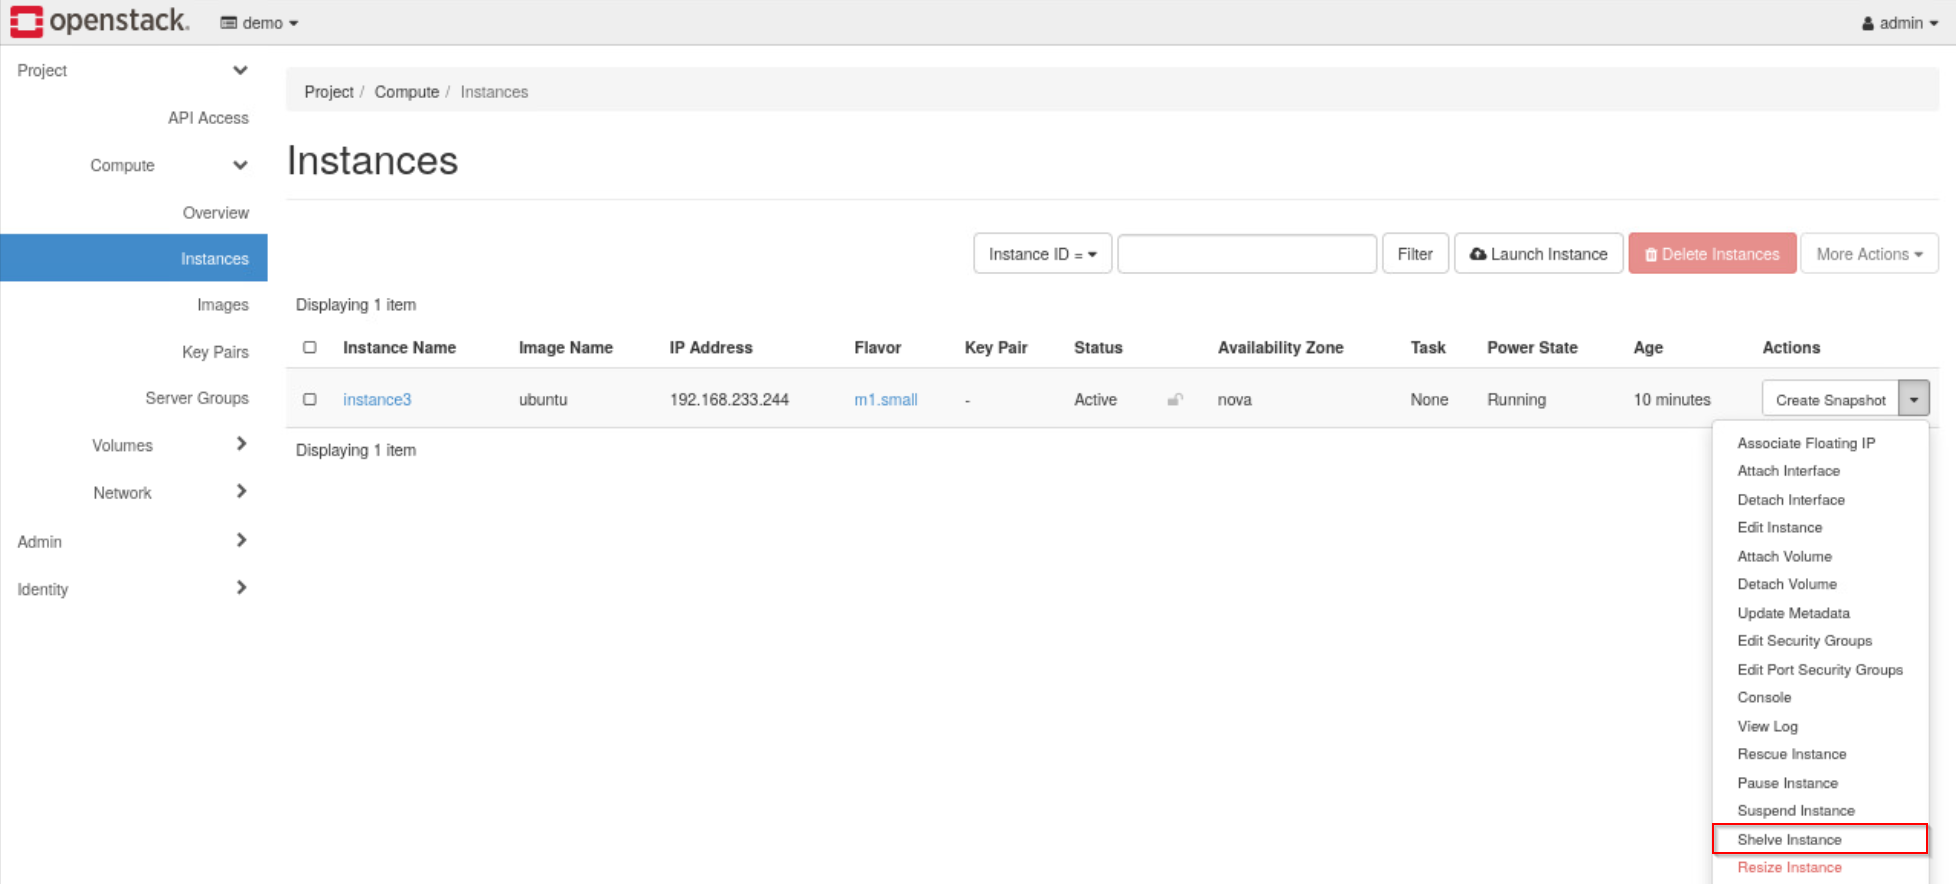 openstack. demo admin
Project
API Access
Compute
Overview
Instances
Images
Key Pairs
Server Groups
Volumes
Network
Admin
Identity
Project / Compute / Instances
Instances
Instance ID = Filter Launch Instance Delete Instances More Actions
Displaying 1 item
Instance Name Image Name IP Address Flavor Key Pair Status Availability Zone Task Power State Age Actions
instance3 ubuntu 192.168.233.244 m1.small - Active nova None Running 10 minutes Create Snapshot
Displaying 1 item
Associate Floating IP
Attach Interface
Detach Interface
Edit Instance
Attach Volume
Detach Volume
Update Metadata
Edit Security Groups
Edit Port Security Groups
Console
View Log
Rescue Instance
Pause Instance
Suspend Instance
Shelve Instance
Resize Instance